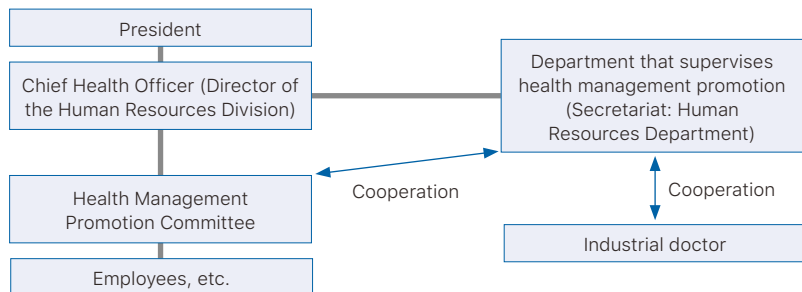 President
Chief Health Officer (Director of
the Human Resources Division)
Department that supervises
health management promotion
(Secretariat: Human
Resources Department)
Cooperation
Cooperation
Health Management
Promotion Committee
Industrial doctor
Employees, etc.